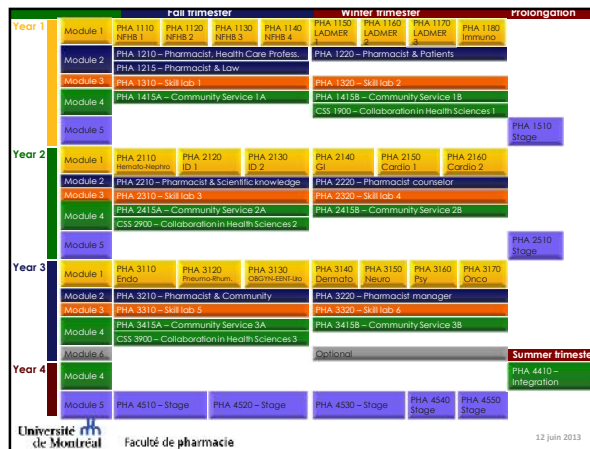 Fall trimester
Winter trimester
Prolongation
Year 1
Module 1
PHA 1110
NFHB 1
PHA 1120
NFHB 2
PHA 1130
NFHB 3
PHA 1140
NFHB 4
PHA 1150
LADMER
1
PHA 1160
LADMER
2
PHA 1170
LADMER
3
PHA 1180
Immuno
Module 2
PHA 1210 – Pharmacist, Health Care Profess.
PHA 1220 – Pharmacist & Patients
PHA 1215 – Pharmacist & Law
Module 3
PHA 1310 – Skill lab 1
PHA 1320 – Skill lab 2
Module 4
PHA 1415A – Community Service 1A
PHA 1415B – Community Service 1B
CSS 1900 – Collaboration in Health Sciences 1
Module 5
PHA 1510
Stage
Year 2
Module 1
PHA 2110
Hemato-Nephro
PHA 2120
ID 1
PHA 2130
ID 2
PHA 2140
GI
PHA 2150
Cardio 1
PHA 2160
Cardio 2
Module 2
PHA 2210 – Pharmacist & Scientific knowledge
PHA 2220 – Pharmacist counselor
Module 3
PHA 2310 – Skill lab 3
PHA 2320 – Skill lab 4
Module 4
PHA 2415A – Community Service 2A
PHA 2415B – Community Service 2B
CSS 2900 – Collaboration in Health Sciences 2
Module 5
PHA 2510
Stage
Year 3
Module 1
PHA 3110
Endo
PHA 3120
Pneumo-Rhum.
PHA 3130
OBGYN-EENT-Uro
PHA 3140
Dermato
PHA 3150
Neuro
PHA 3160
Psy
PHA 3170
Onco
Module 2
PHA 3210 – Pharmacist & Community
PHA 3220 – Pharmacist manager
Module 3
PHA 3310 – Skill lab 5
PHA 3320 – Skill lab 6
Module 4
PHA 3415A – Community Service 3A
PHA 3415B – Community Service 3B
CSS 3900 – Collaboration in Health Sciences 3
Module 6
Optional
Summer trimeste
Year 4
Module 4
PHA 4410 –
Integration
Module 5
PHA 4510 – Stage
PHA 4520 – Stage
PHA 4530 – Stage
PHA 4540
Stage
PHA 4550
Stage
Université
de Montréal
Faculté de pharmacie
12 juin 2013